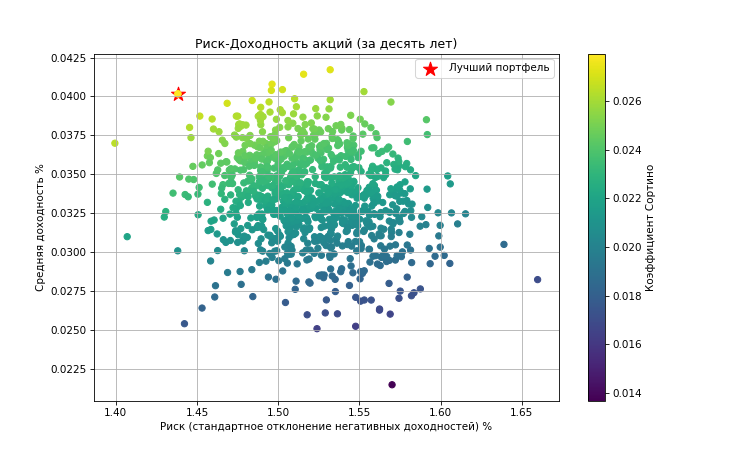 Риск-Доходность акций (за десять лет)
Лучший портфель
Средняя доходность %
0.0425
0.0400
0.0375
0.0350
0.0325
0.0300
0.0275
0.0250
0.0225
1.40 1.45 1.50 1.55 1.60 1.65
Риск (стандартное отклонение негативных доходностей) %
0.026
0.024
0.022
0.020
0.018
0.016
0.014
Коэффициент Сортино